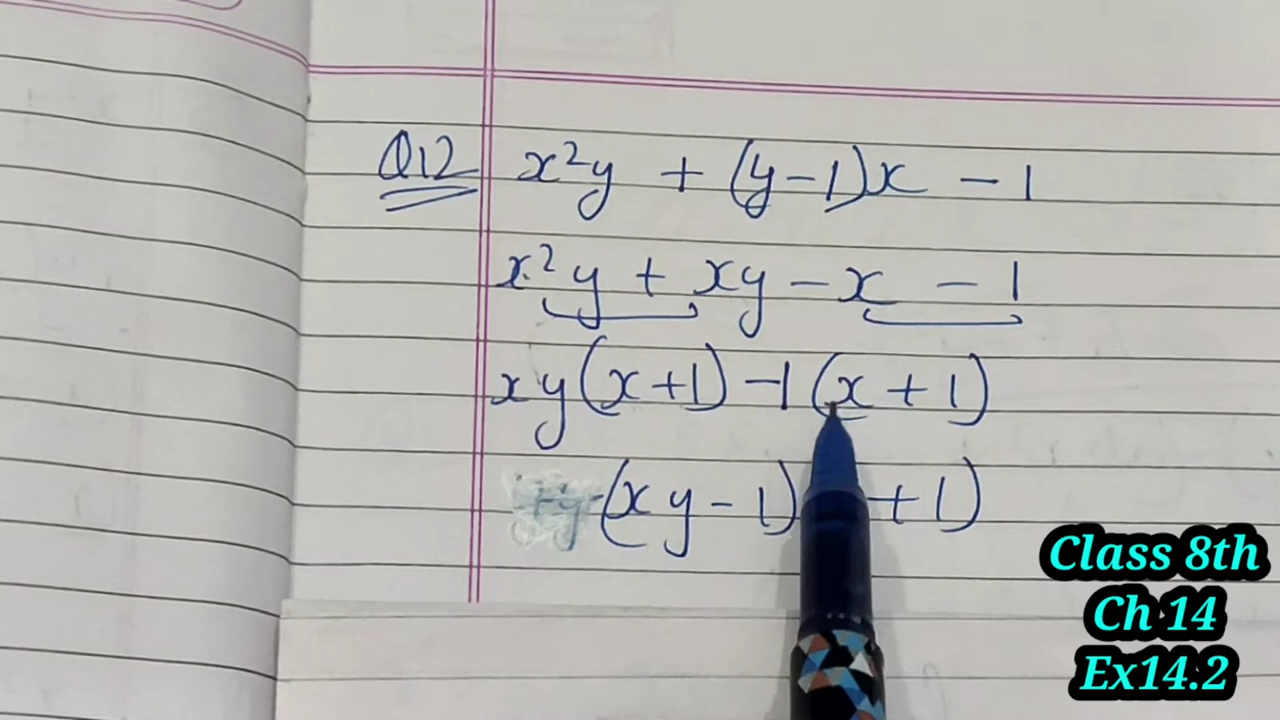 Q12 x²y + (y-1)x - 1
x²y + xy - x - 1
xy(x+1) -1(x+1)
(xy-1) +1)
Class 8th
Ch 14
Ex14.2